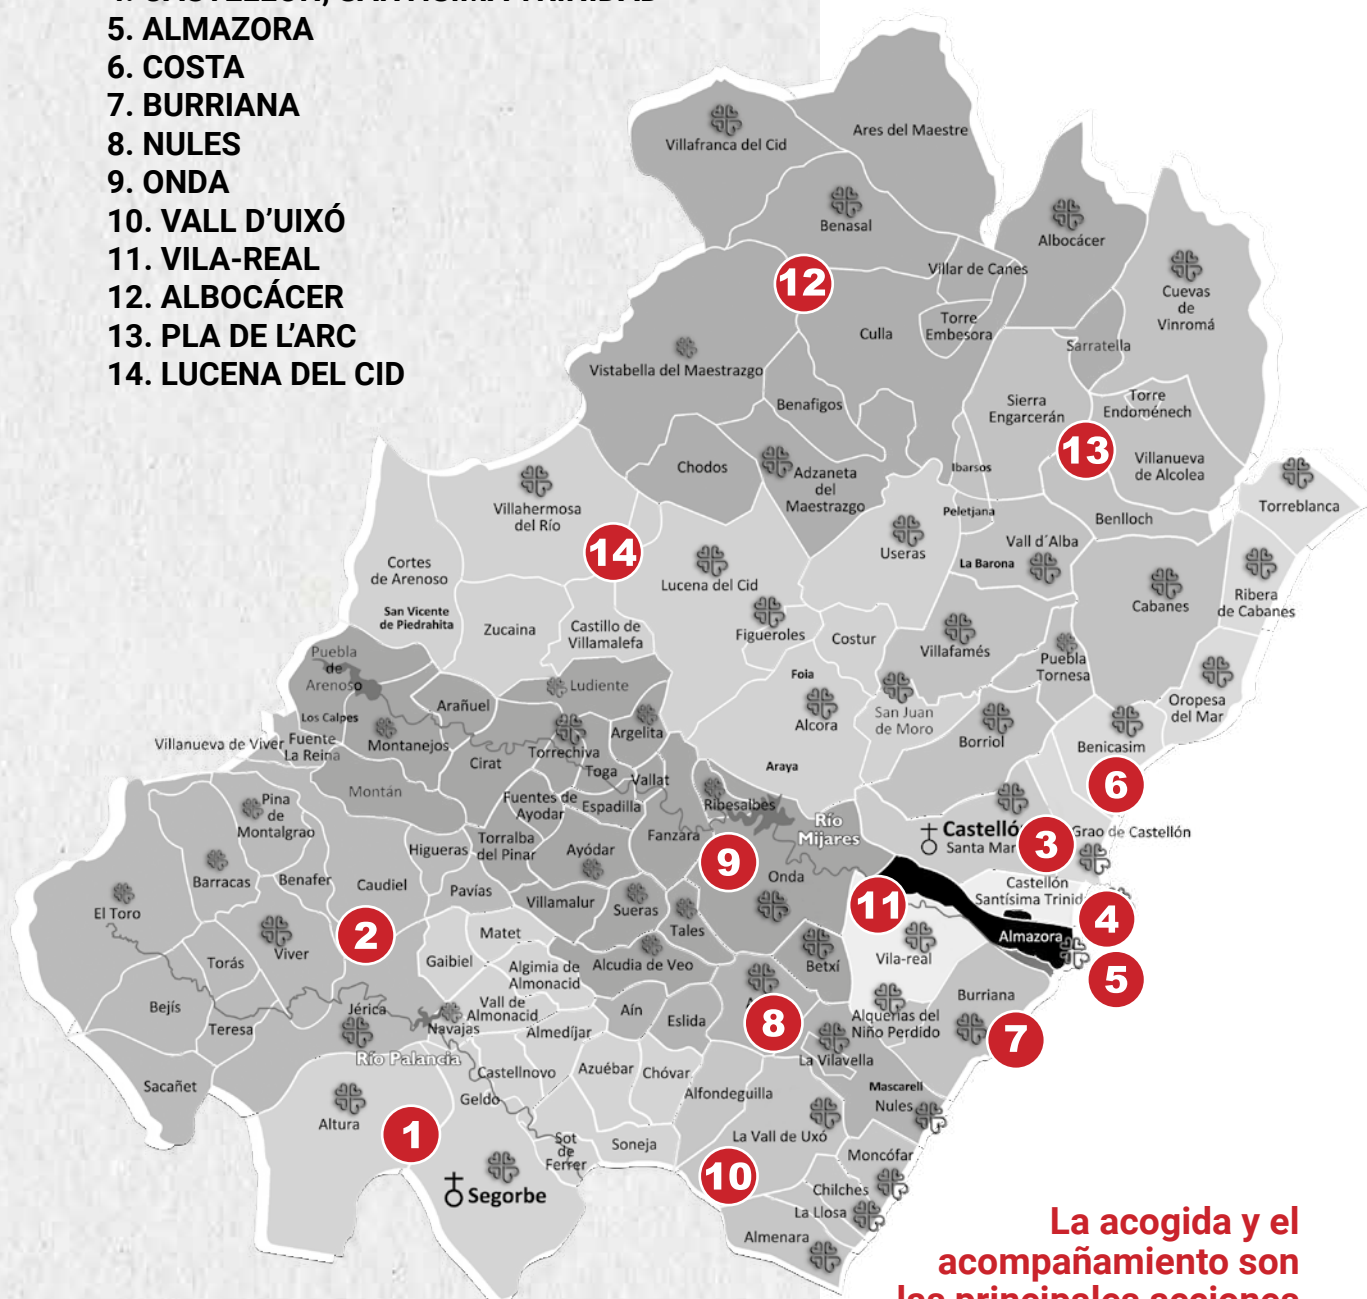 4. CASTELLÓN, SANTÍSIMA TRINIDAD
5. ALMAZORA
6. COSTA
7. BURRIANA
8. NULES
9. ONDA
10. VALL D’UIXÓ
11. VILA-REAL
12. ALBOCÁCER
13. PLA DE L’ARC
14. LUCENA DEL CID
Villafranca del Cid
Ares del Maestre
Benasal
Albocácer
Villar de Canes
12
Cuevas
de
Vinromá
Torre
Embesora
Culla
Sarratella
Vistabella del Maestrazgo
Benafigos
Sierra
Engarcerán
Torre
Endoménech
13
Villanueva
de Alcolea
Chodos
Adzaneta
del
Maestrazgo
Ibarsos
Torreblanca
Villahermosa
del Río
Peletjana
Benlloch
14
Useras
Vall d´Alba
La Barona
Cortes
de Arenoso
Lucena del Cid
Cabanes
Ribera
de Cabanes
San Vicente
de Piedrahita
Zucaina
Castillo de
Villamalefa
Figueroles
Costur
Villafamés
Puebla
de
Arenoso
Puebla
Tornesa
Foia
Ludiente
Oropesa
del Mar
Arañuel
Alcora
San Juan
de Moro
Los Calpes
Argelita
Villanueva de Viver
Fuente
La Reina
Montanejos
Borriol
Benicasim
Torrechiva
Cirat
Toga
Vallat
Araya
6
Montán
Fuentes de
Ayodar
Espadilla
Ribesalbes
Pina
de
Montalgrao
Río
Mijares
Castelló
Santa Mar
3
Grao de Castellón
Torralba
del Pinar
Fanzara
Higueras
Ayódar
9
Onda
Barracas
Benafer
Caudiel
Pavías
Castellón
Santísima Trinid
11
4
El Toro
Villamalur
Sueras
Tales
2
Matet
Almazora
Viver
Torás
Gaibiel
Algimia de
Almonacid
Alcudia de Veo
Betxí
Vila-real
5
Bejís
Jérica
Vall de
Almonacid
Burriana
Teresa
Navajas
Almedíjar
Aín
Eslida
8
Alquerías del
Niño Perdido
7
Río Palancia
La Vilavella
Sacañet
Castellnovo
Azuébar
Chóvar
Mascarell
Alfondeguilla
Geldo
Nules
Altura
1
Sot
de
Ferrer
Soneja
La Vall de Uxó
Moncófar
Segorbe
10
Chilches
La Llosa
Almenara
La acogida y el
acompañamiento son
las principales acciones